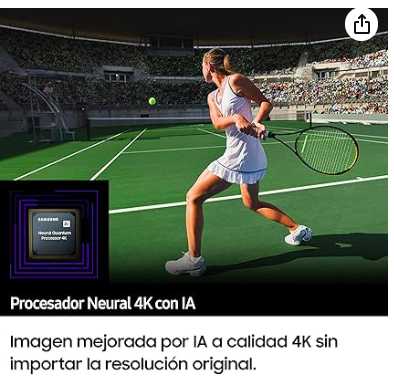 SAMSUNG
Neural Quantum
Processor 4K
Procesador Neural 4K con IA
Imagen mejorada por IA a calidad 4K sin
importar la resolución original.